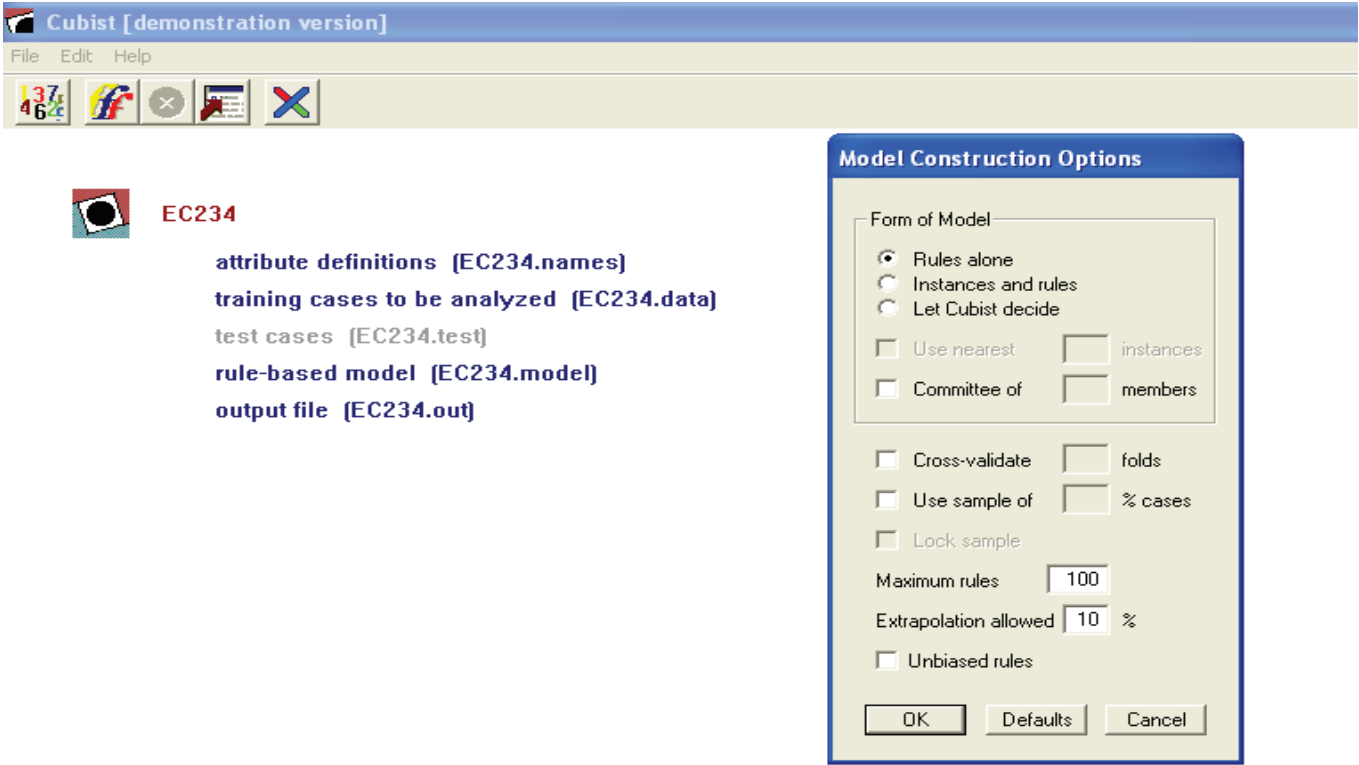 Cubist [demonstration version]
File Edit Help
EC234
attribute definitions (EC234.names)
training cases to be analyzed (EC234.data)
test cases (EC234.test)
rule-based model (EC234.model)
output file (EC234.out)
Model Construction Options
Form of Model
Rules alone
Instances and rules
Let Cubist decide
Use nearest instances
Committee of members
Cross-validate folds
Use sample of % cases
Lock sample
Maximum rules 100
Extrapolation allowed 10 %
Unbiased rules
OK Defaults Cancel